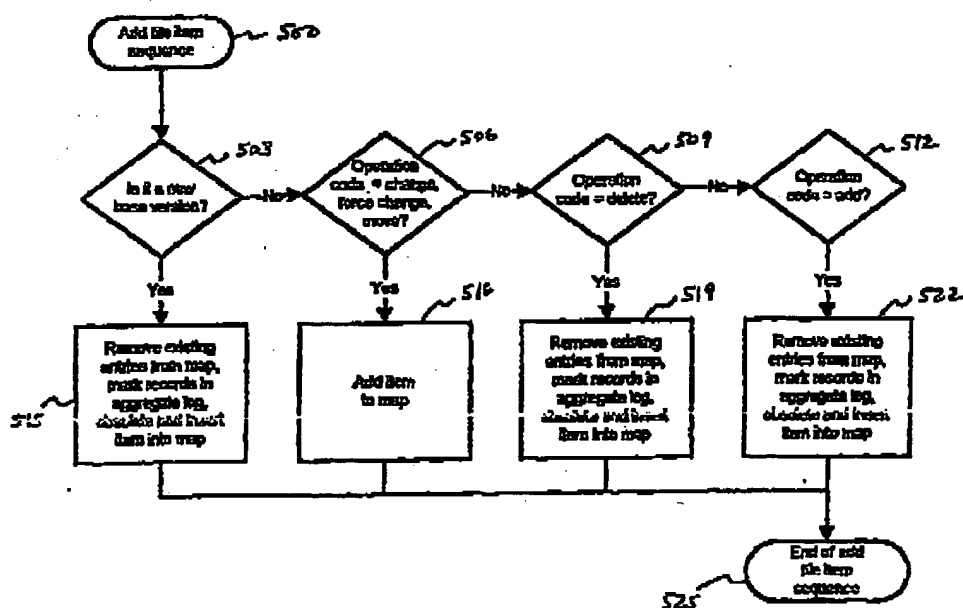 Add file item
sequence
500
503
Is it a new
base version?
No
506
Operation
code = change,
force change,
move?
No
509
Operation
code = delete?
No
512
Operation
code = add?
Yes
Yes
Yes
Yes
515
Remove existing
entries from map,
mark records in
aggregate log,
obsolete and insert
item into map
516
Add item
to map
519
Remove existing
entries from map,
mark records in
aggregate log,
obsolete and insert
item into map
522
Remove existing
entries from map,
mark records in
aggregate log,
obsolete and insert
item into map
End of add
file item
sequence
525